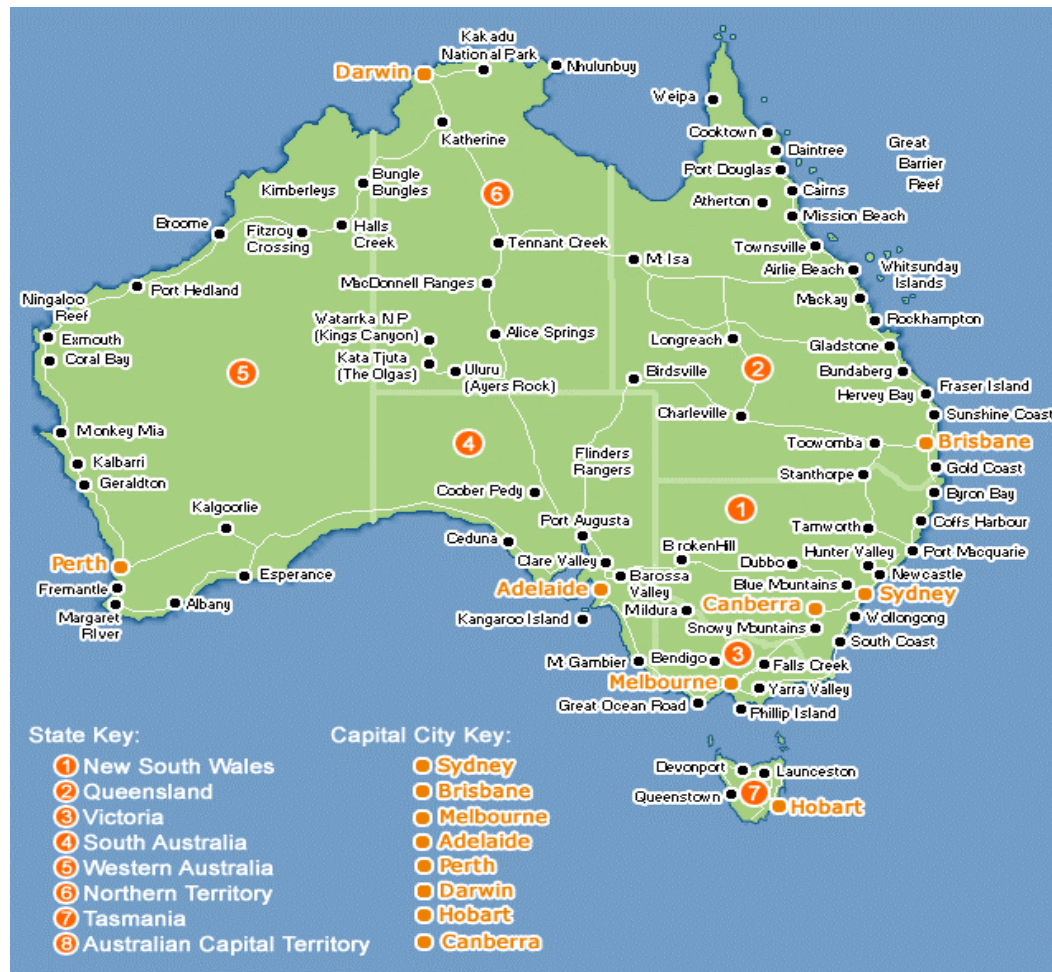 Kakadu
National Park
Darwin
Nhulunbuy
Weipa
Katherine
Cooktown
Daintree
Great
Barrier
Reef
Port Douglas
Bungle
Bungles
Kimberleys
6
Cairns
Atherton
Mission Beach
Broome
Fitzroy
Crossing
Halls
Creek
Tennant Creek
Townsville
Mt Isa
Airlie Beach
Whitsunday
Islands
MacDonnell Ranges
Port Hedland
Ningaloo
Reef
Mackay
Rockhampton
Watarrka N P
(Kings Canyon)
Alice Springs
Exmouth
Longreach
Gladstone
Coral Bay
Kata Tjuta
(The Olgas)
Uluru
(Ayers Rock)
5
2
Birdsville
Bundaberg
Fraser Island
Hervey Bay
Charleville
Sunshine Coast
Monkey Mia
4
Toowomba
Brisbane
Flinders
Rangers
Kalbarri
Stanthorpe
Gold Coast
Geraldton
Coober Pedy
Byron Bay
Kalgoorlie
1
Port Augusta
Tamworth
Coffs Harbour
Ceduna
BrokenHill
Hunter Valley
Port Macquarie
Perth
Clare Valley
Dubbo
Esperance
Barossa
Valley
Newcastle
Fremantle
Adelaide
Blue Mountains
Sydney
Albany
Margaret
River
Mildura
Canberra
Kangaroo Island
Snowy Mountains
Wollongong
South Coast
Mt Gambier
Bendigo
3
Falls Creek
Melbourne
Yarra Valley
Great Ocean Road
Phillip Island
Devonport
Launceston
Queenstown
7
Hobart
State Key:
1 New South Wales
2 Queensland
3 Victoria
4 South Australia
5 Western Australia
6 Northern Territory
7 Tasmania
8 Australian Capital Territory
Capital City Key:
Sydney
Brisbane
Melbourne
Adelaide
Perth
Darwin
Hobart
Canberra